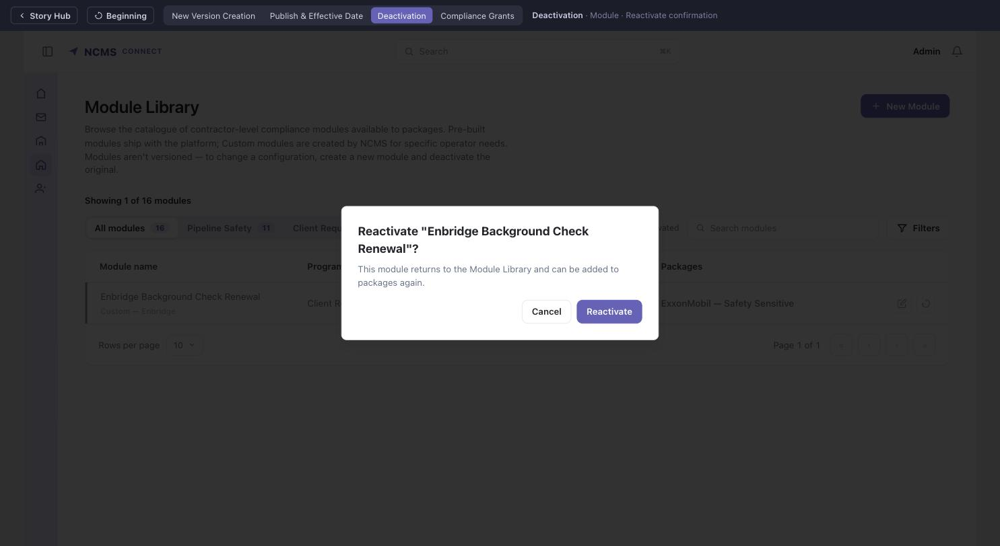 Story Hub
Beginning
New Version Creation
Publish & Effective Date
Deactivation
Compliance Grants
Deactivation · Module · Reactivate confirmation
NCMS CONNECT
Search
⌘K
Admin
Module Library
New Module
Browse the catalogue of contractor-level compliance modules available to packages. Pre-built
modules ship with the platform; Custom modules are created by NCMS for specific operator needs.
Modules aren't versioned — to change a configuration, create a new module and deactivate the
original.
Showing 1 of 16 modules
All modules 16
Pipeline Safety 11
Client Requ
vated
Search modules
Filters
Reactivate "Enbridge Background Check
Renewal"?
This module returns to the Module Library and can be added to
packages again.
Cancel
Reactivate
Module name
Program
Packages
Enbridge Background Check Renewal
Custom — Enbridge
Client R
ExxonMobil — Safety Sensitive
Rows per page
10
Page 1 of 1